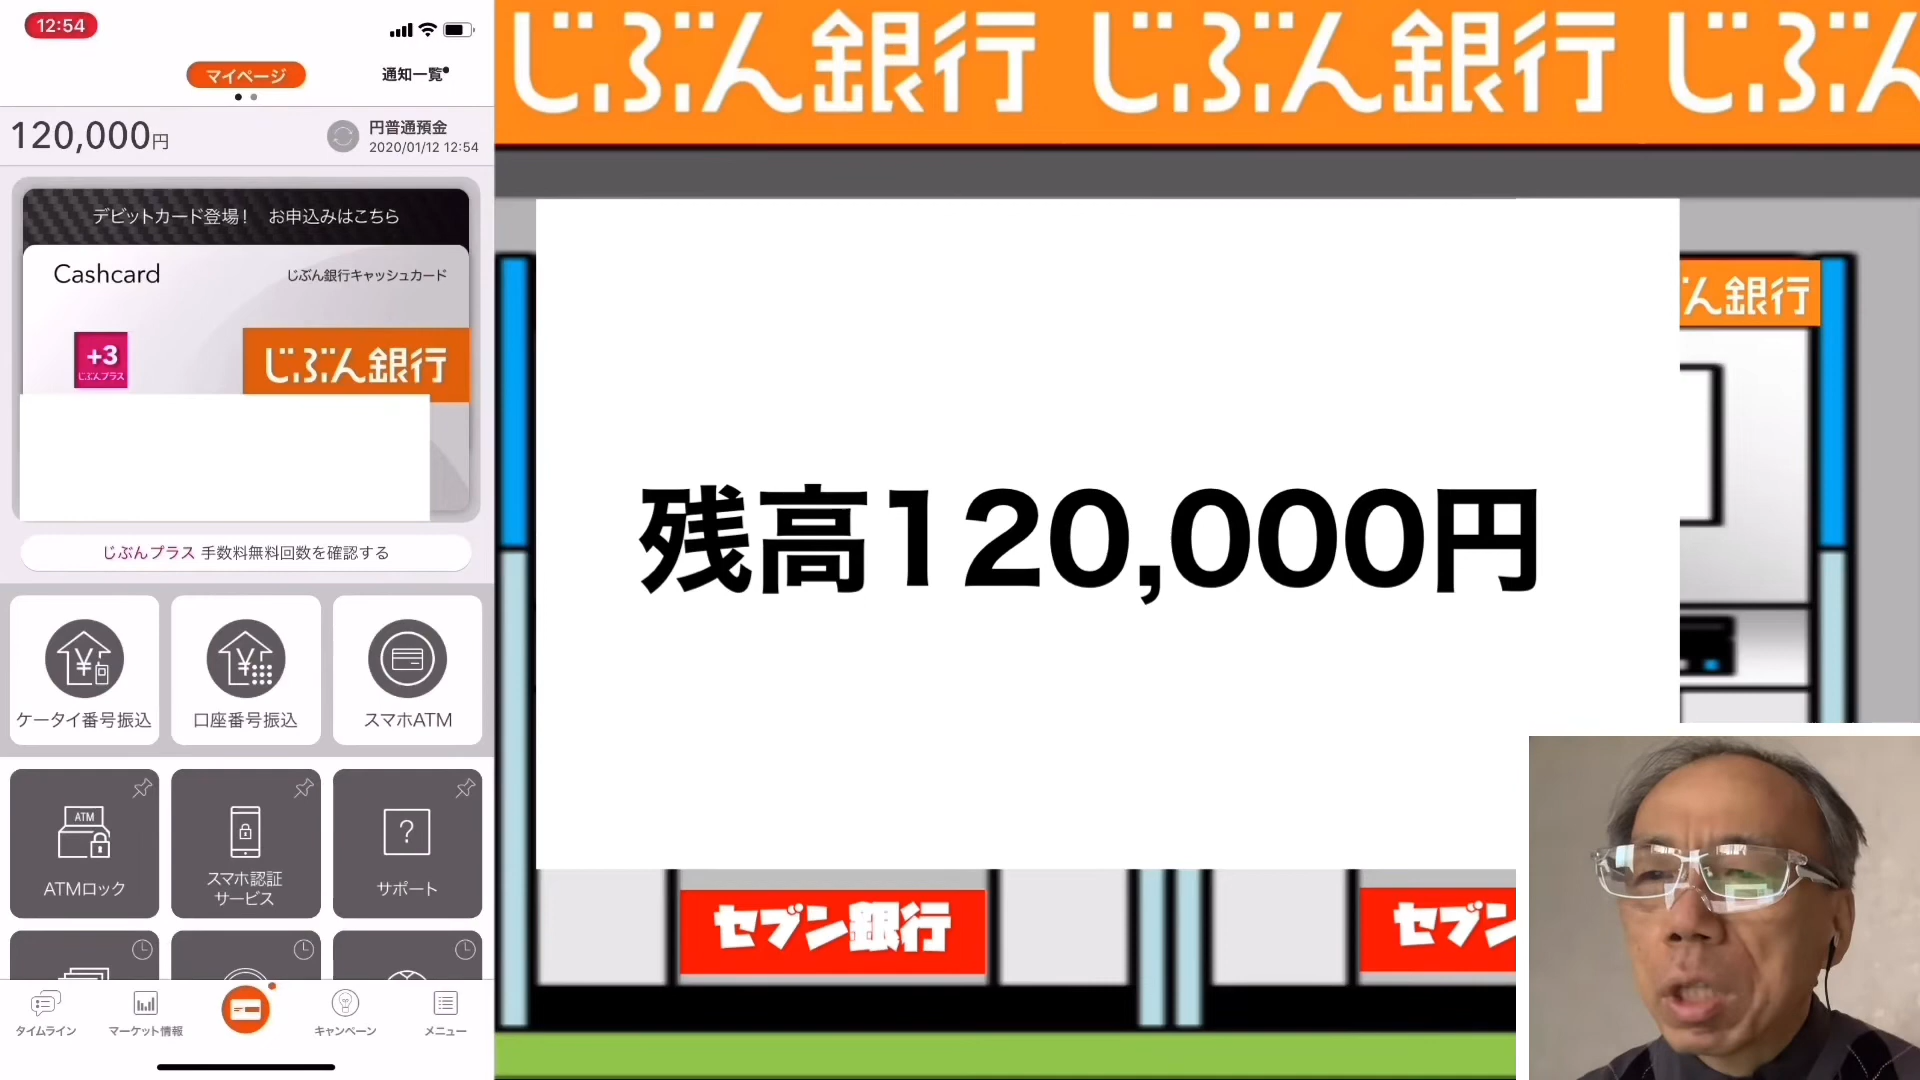 12:54
マイページ
通知一覧
120,000円
円普通預金
2020/01/12 12:54
デビットカード登場！ お申込みはこちら
Cashcard
じぶん銀行キャッシュカード
+3
じぶんプラス
じぶん銀行
じぶんプラス 手数料無料回数を確認する
ケータイ番号振込
口座番号振込
スマホATM
ATM
ATMロック
スマホ認証
サービス
?
サポート
タイムライン
マーケット情報
キャンペーン
メニュー
じぶん銀行 じぶん銀行 じぶん
ん銀行
残高120,000円
セブン銀行
セブン